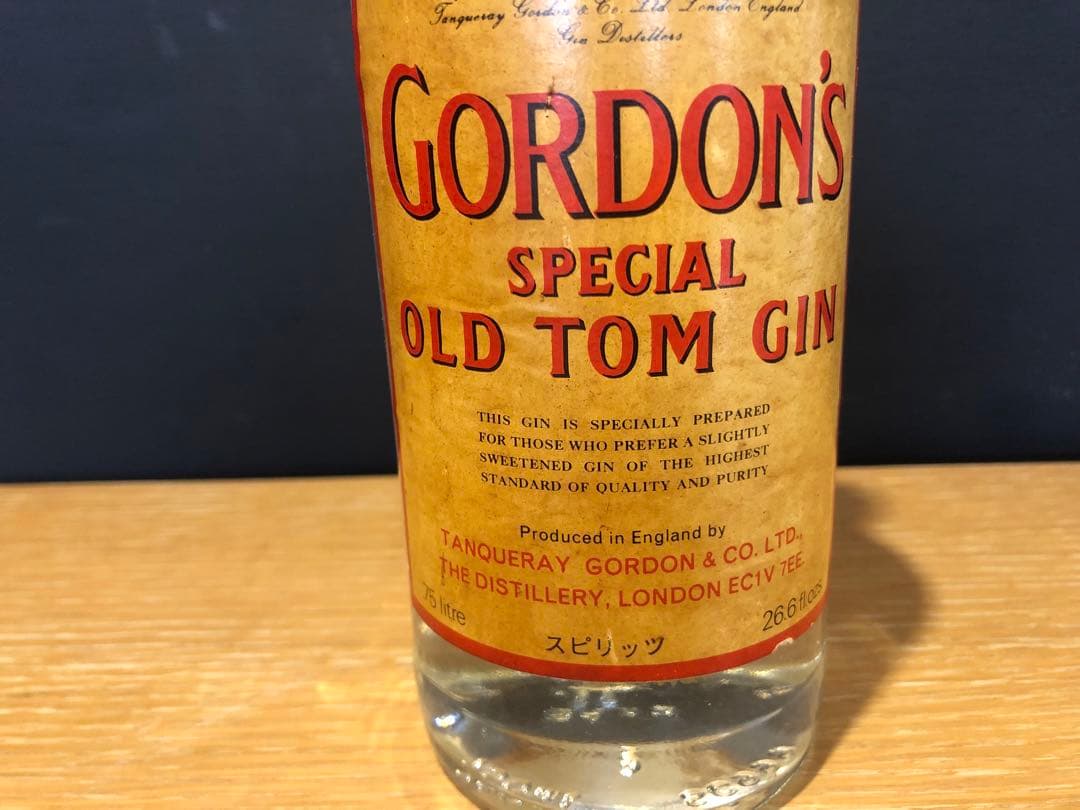 Tanqueray Gordon & Co. Ltd. London England
Gin Distillers
GORDON'S
SPECIAL
OLD TOM GIN
THIS GIN IS SPECIALLY PREPARED
FOR THOSE WHO PREFER A SLIGHTLY
SWEETENED GIN OF THE HIGHEST
STANDARD OF QUALITY AND PURITY
Produced in England by
TANQUERAY GORDON & CO. LTD.,
THE DISTILLERY, LONDON EC1V 7EE.
75 litre
26.6 fl.ozs
スピリッツ